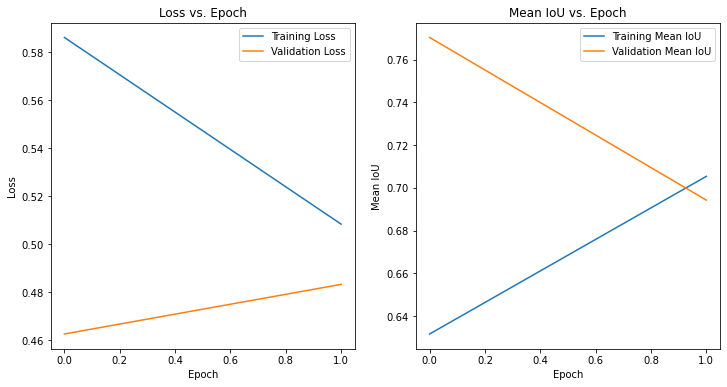 Loss vs. Epoch
Training Loss
Validation Loss
0.58
0.56
0.54
0.52
0.50
0.48
0.46
Loss
0.0 0.2 0.4 0.6 0.8 1.0
Epoch
Mean IoU vs. Epoch
Training Mean IoU
Validation Mean IoU
0.76
0.74
0.72
0.70
0.68
0.66
0.64
Mean IoU
0.0 0.2 0.4 0.6 0.8 1.0
Epoch